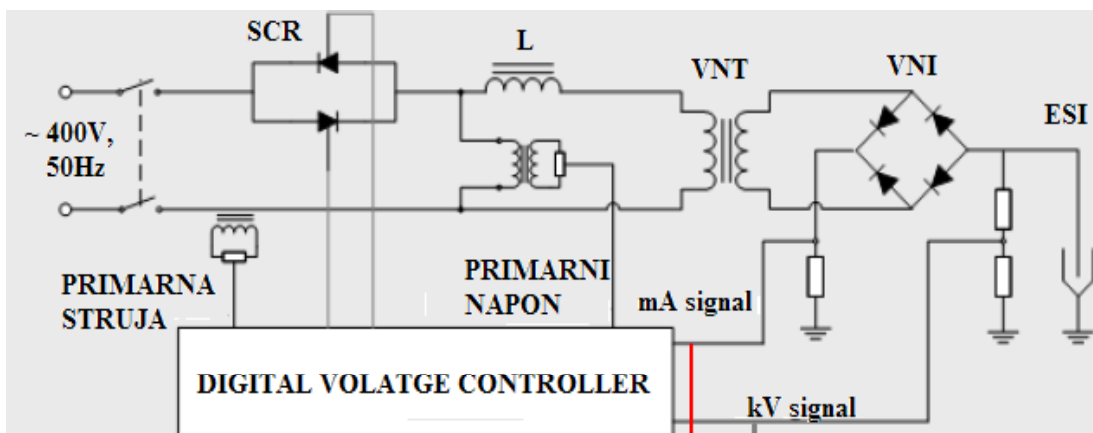 SCR
L
VNT
VNI
ESI
~ 400V,
50Hz
PRIMARNA
STRUJA
PRIMARNI
NAPON
mA signal
DIGITAL VOLATGE CONTROLLER
kV signal